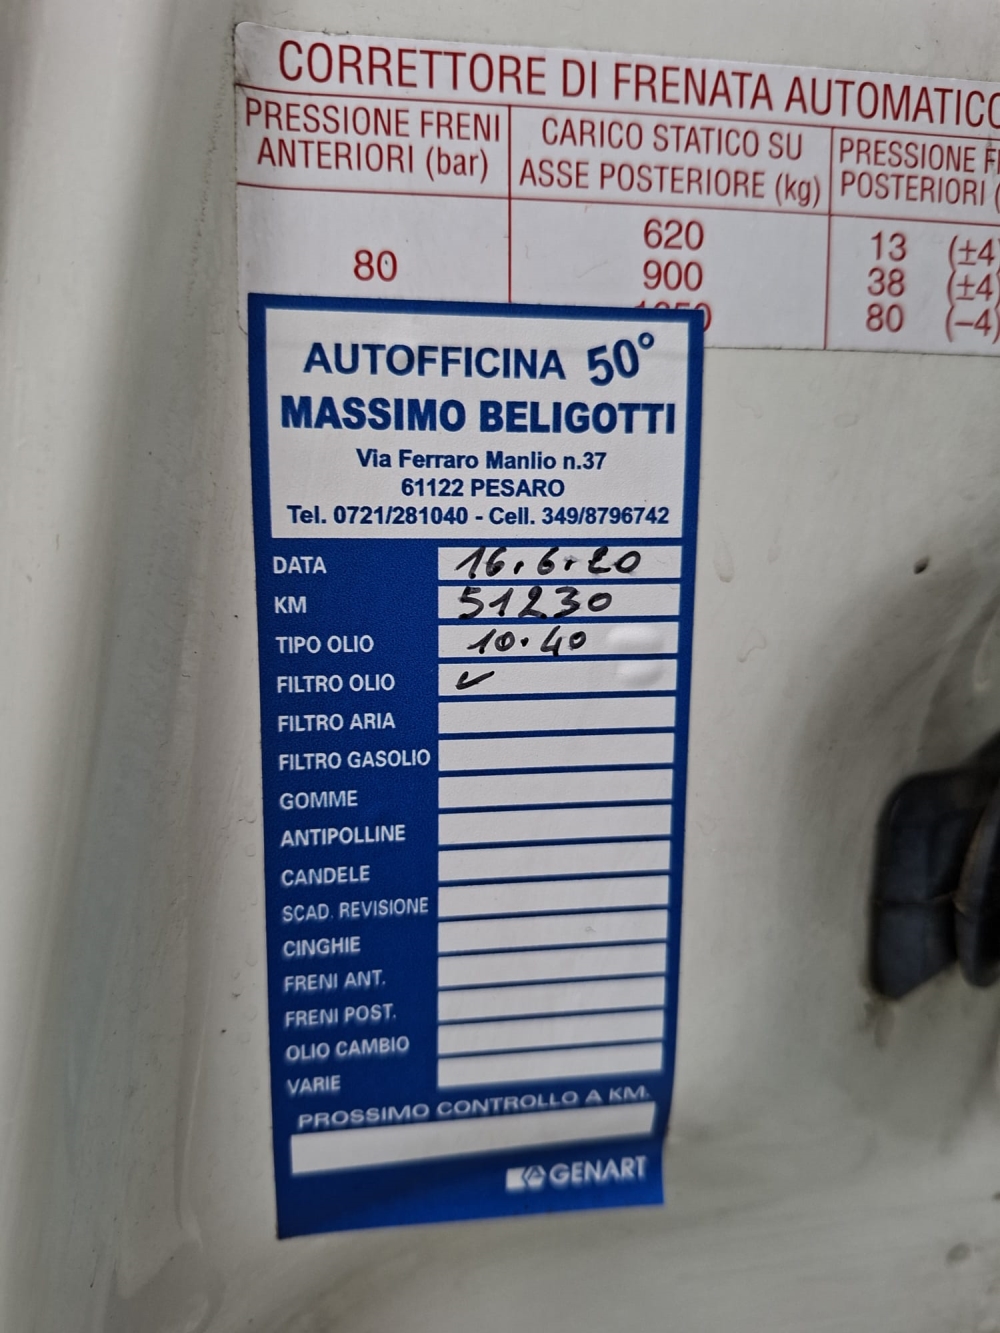 CORRETTORE DI FRENATA AUTOMATICO
PRESSIONE FRENI ANTERIORI (bar)
CARICO STATICO SU ASSE POSTERIORE (kg)
PRESSIONE
POSTERIORI (
80
620
900
13 (±4)
38 (±4)
80 (–4)
AUTOFFICINA 50°
MASSIMO BELIGOTTI
Via Ferraro Manlio n.37
61122 PESARO
Tel. 0721/281040 - Cell. 349/8796742
DATA 16.6.20
KM 51230
TIPO OLIO 10.40
FILTRO OLIO ✓
FILTRO ARIA
FILTRO GASOLIO
GOMME
ANTIPOLLINE
CANDELE
SCAD. REVISIONE
CINGHIE
FRENI ANT.
FRENI POST.
OLIO CAMBIO
VARIE
PROSSIMO CONTROLLO A KM.
GENART